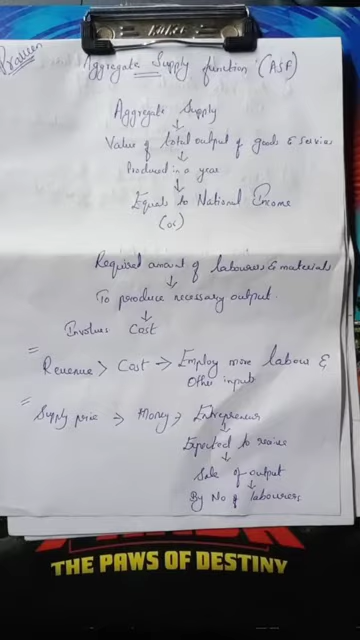 Praveen
Aggregate Supply function (ASF)
Aggregate Supply
↓
Value of total output of goods & services
↓
Produced in a year
↓
Equals to National Income
(or)
Required amount of labourers & materials
↓
To produce necessary output.
↓
Involves Cost
= Revenue > Cost → Employ more labour &
Other inputs
= Supply price → Money → Entrepreneur
↓
Expected to receive
↓
Sale of output
↓
By No of labourers
THE PAWS OF DESTINY